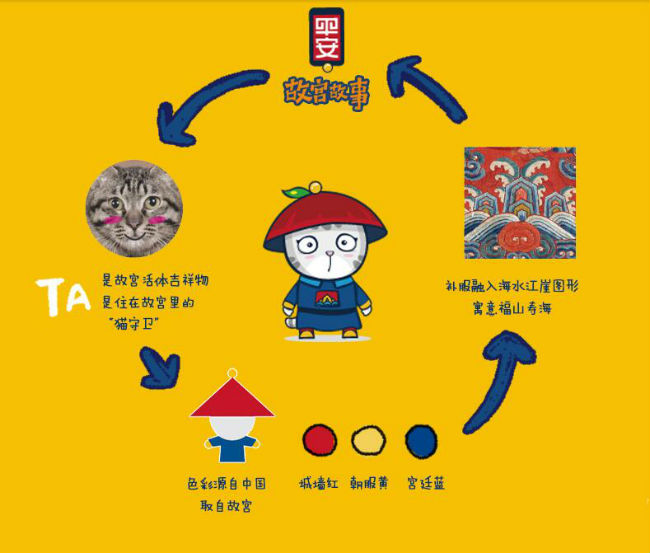 平安
故宫故事
TA
是故宫活体吉祥物
是住在故宫里的
“猫守卫”
补服融入海水江崖图形
寓意福山寿海
色彩源自中国
取自故宫
城墙红 朝服黄 宫廷蓝